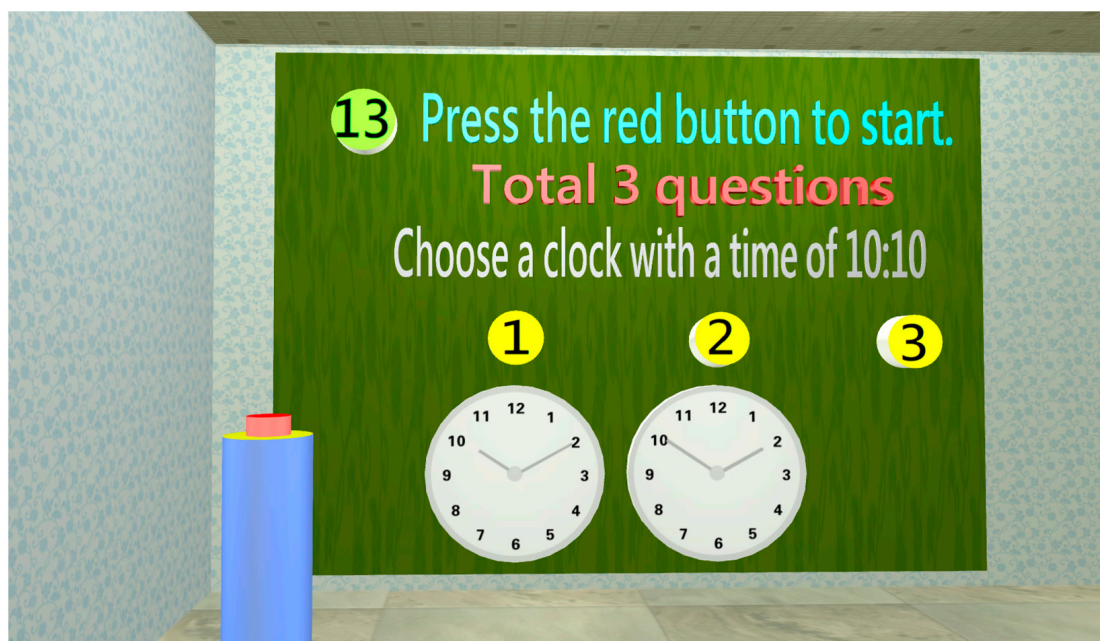 13 Press the red button to start.
Total 3 questions
Choose a clock with a time of 10:10
1 2 3
12 12
11 1 11 1
10 2 10 2
9 3 9 3
8 4 8 4
7 5 7 5
6 6